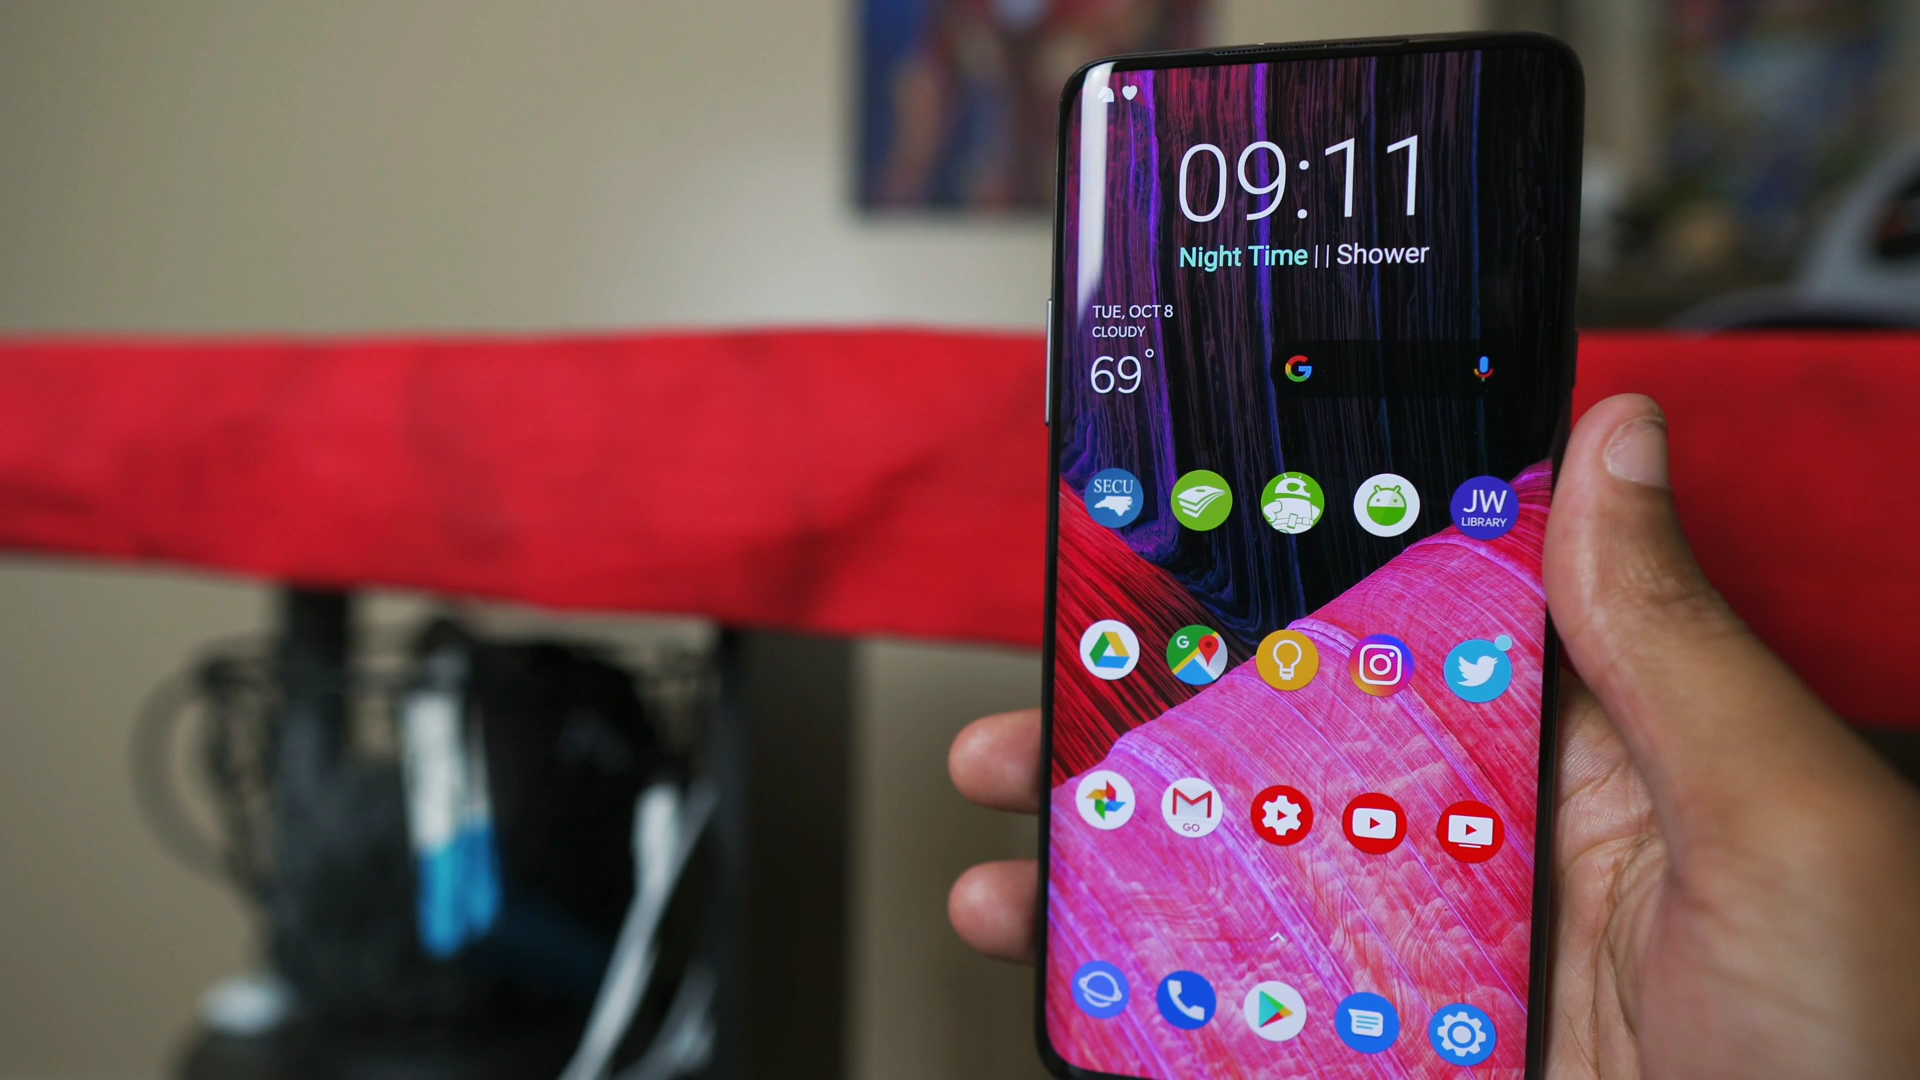 09:11
Night Time || Shower
TUE, OCT 8
CLOUDY
69°
G
SECU
JW
LIBRARY
G
GO